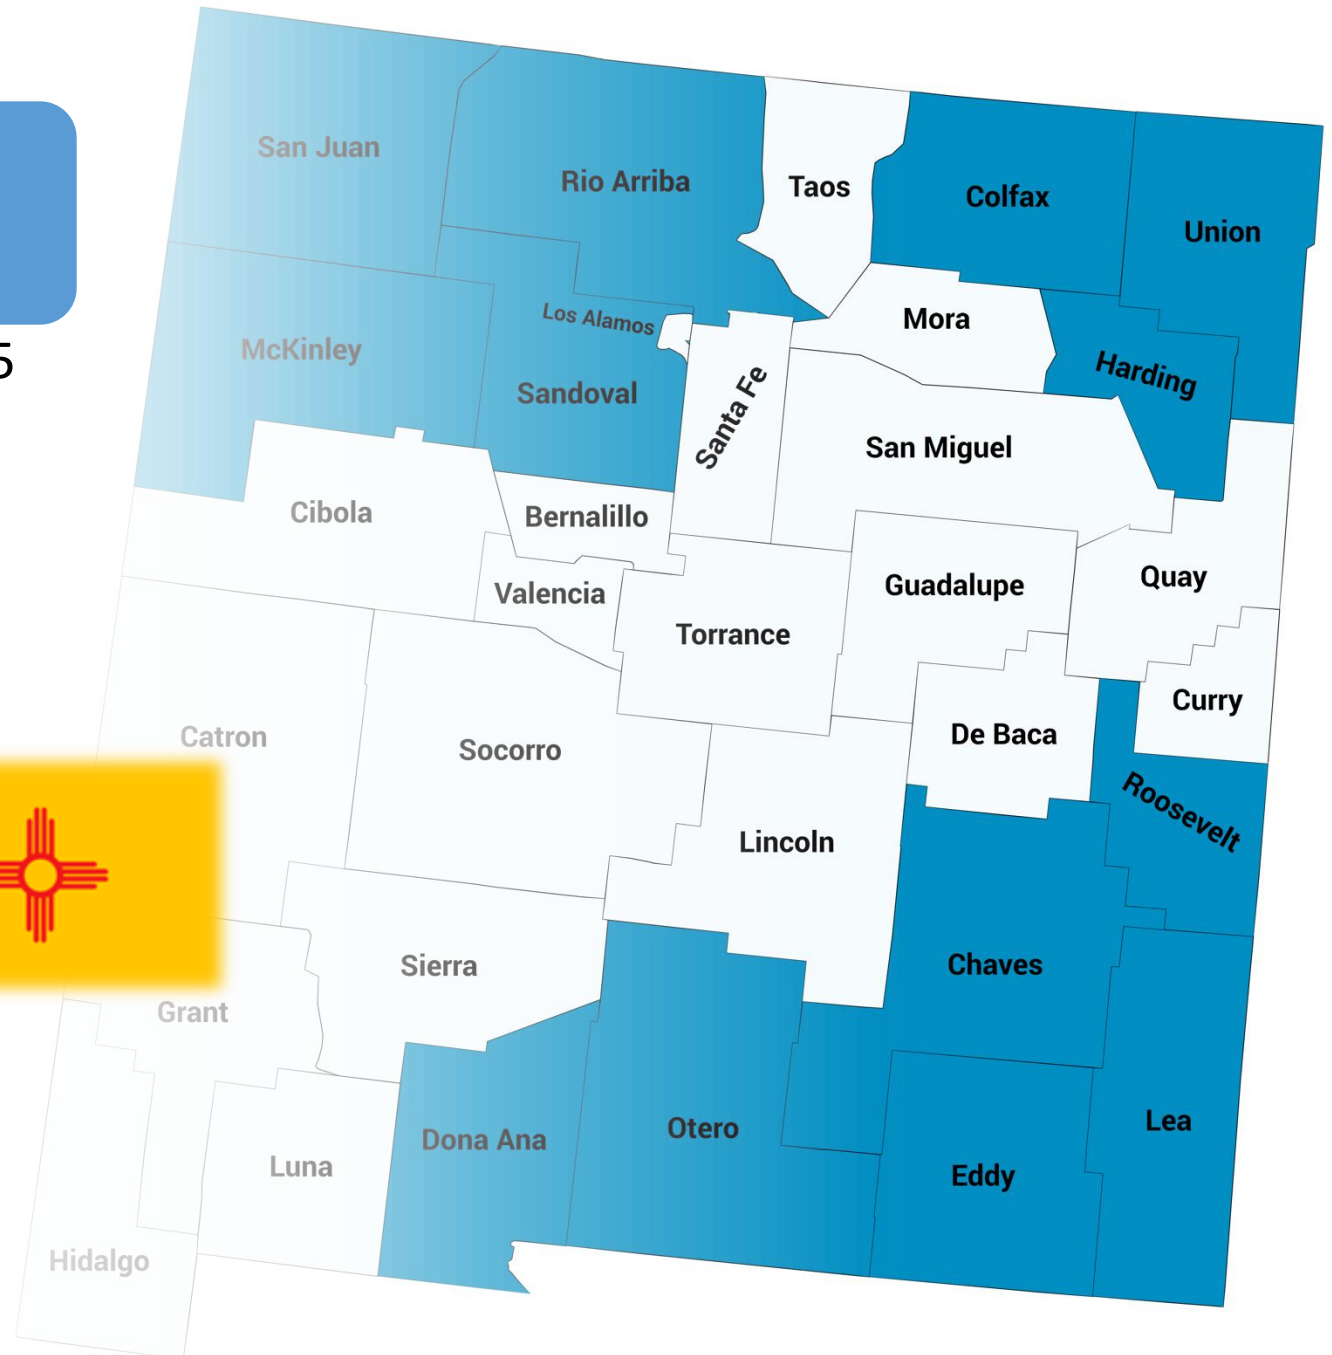 San Juan
Rio Arriba
Taos
Colfax
Union
Los Alamos
Mora
McKinley
5
Sandoval
Santa Fe
Harding
San Miguel
Cibola
Bernalillo
Valencia
Guadalupe
Quay
Torrance
Curry
Catron
Socorro
De Baca
Roosevelt
Lincoln
Sierra
Chaves
Grant
Dona Ana
Otero
Lea
Luna
Eddy
Hidalgo